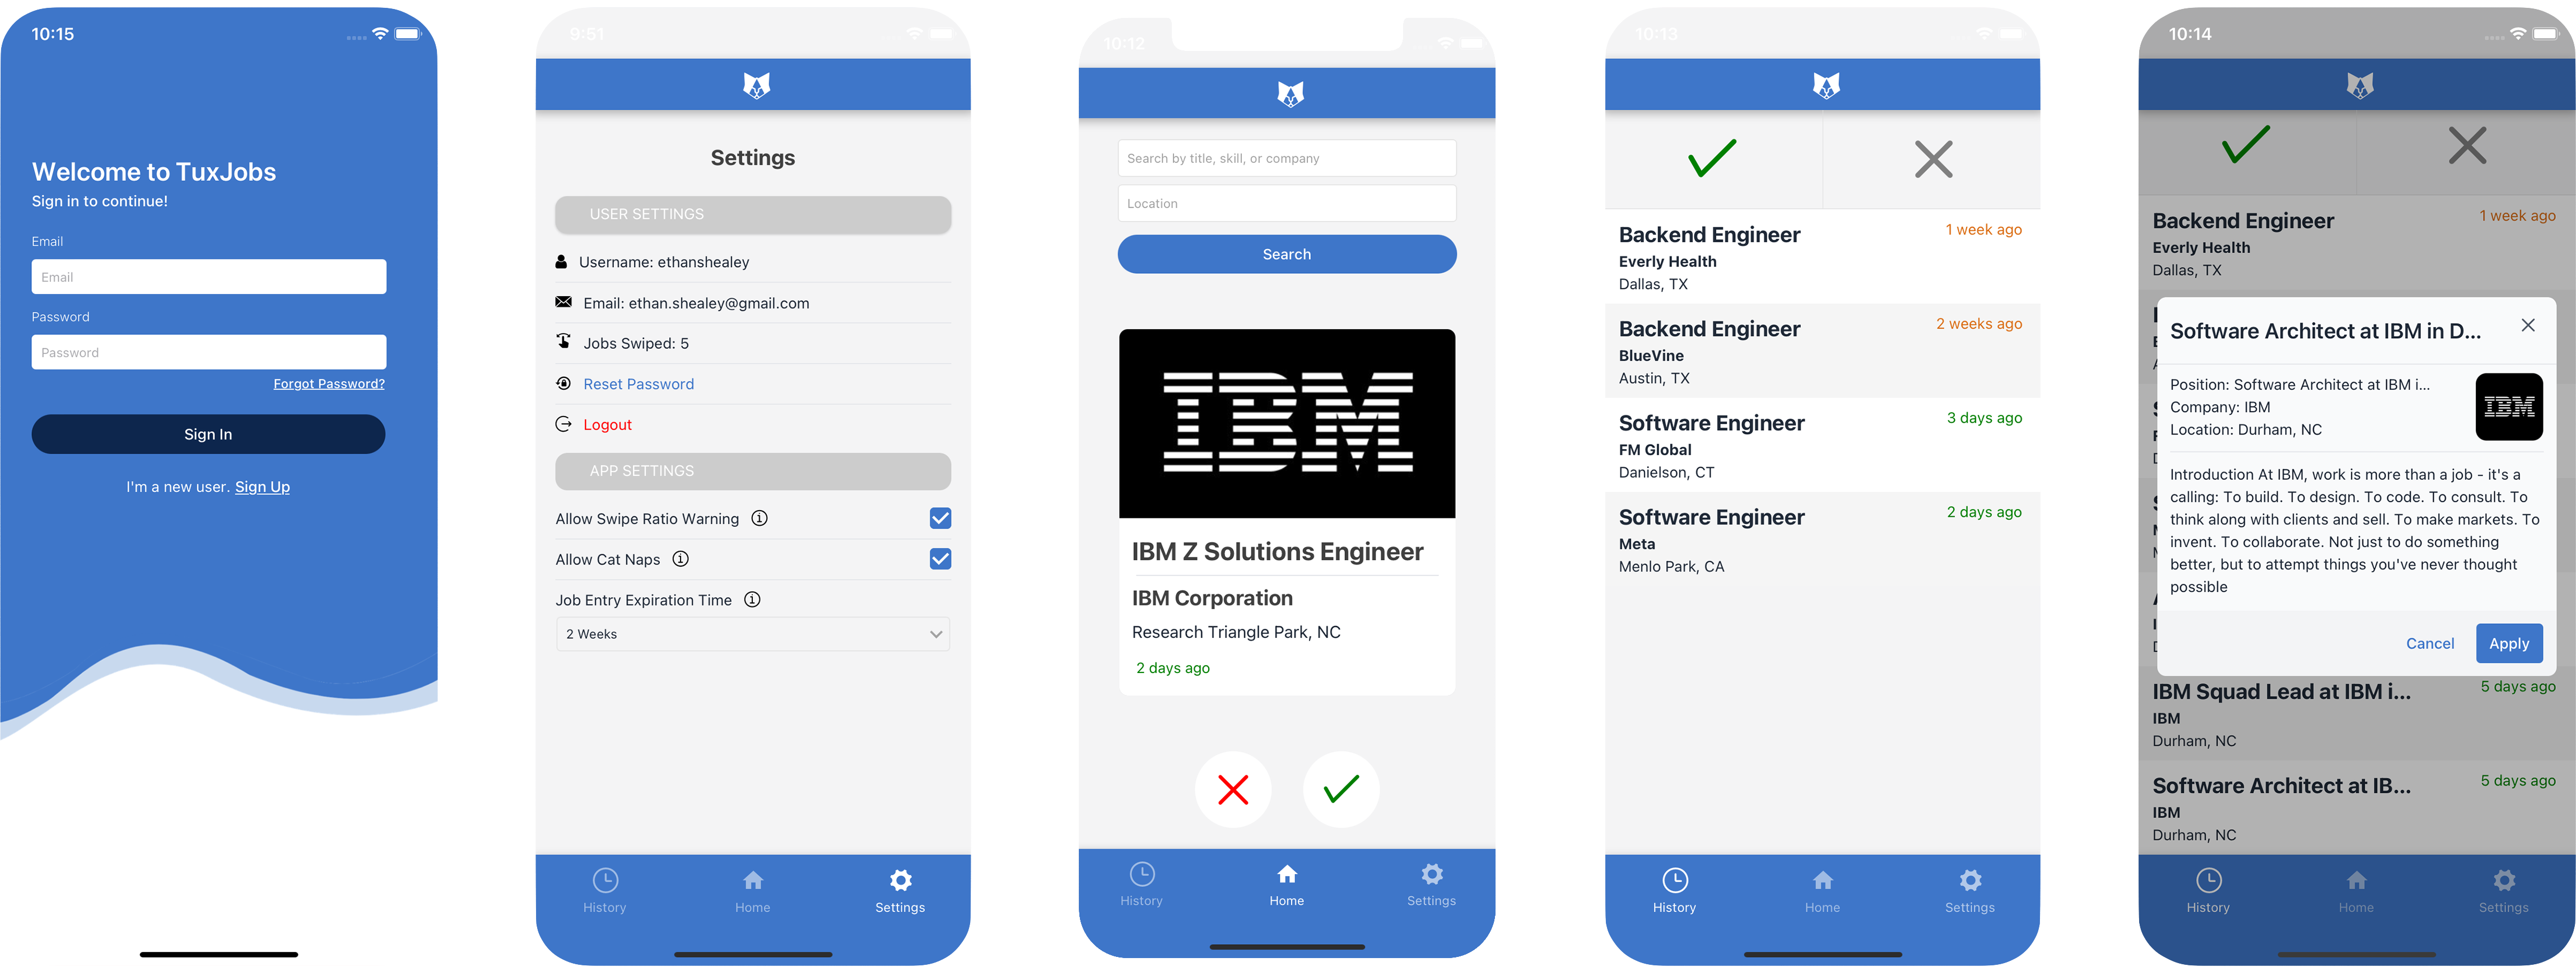 10:15
Welcome to TuxJobs
Sign in to continue!
Email
Email
Password
Password
Forgot Password?
Sign In
I'm a new user. Sign Up
9:51
Settings
USER SETTINGS
Username: ethanshealey
Email: ethan.shealey@gmail.com
Jobs Swiped: 5
Reset Password
Logout
APP SETTINGS
Allow Swipe Ratio Warning
Allow Cat Naps
Job Entry Expiration Time
2 Weeks
History Home Settings
10:12
Search by title, skill, or company
Location
Search
IBM
IBM Z Solutions Engineer
IBM Corporation
Research Triangle Park, NC
2 days ago
History Home Settings
10:13
Backend Engineer 1 week ago
Everly Health
Dallas, TX
Backend Engineer 2 weeks ago
BlueVine
Austin, TX
Software Engineer 3 days ago
FM Global
Danielson, CT
Software Engineer 2 days ago
Meta
Menlo Park, CA
History Home Settings
10:14
Backend Engineer 1 week ago
Everly Health
Dallas, TX
Software Architect at IBM in D...
Position: Software Architect at IBM i...
Company: IBM
Location: Durham, NC
IBM
Introduction At IBM, work is more than a job - it's a
calling: To build. To design. To code. To consult. To
think along with clients and sell. To make markets. To
invent. To collaborate. Not just to do something
better, but to attempt things you've never thought
possible
Cancel Apply
IBM Squad Lead at IBM i... 5 days ago
IBM
Durham, NC
Software Architect at IB... 5 days ago
IBM
Durham, NC
History Home Settings